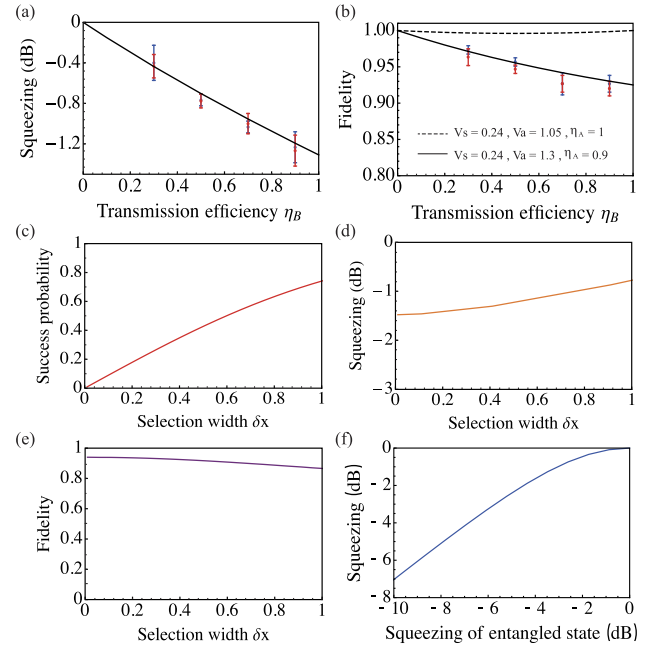 (a)
0
−0.4
−0.8
−1.2
Squeezing (dB)
0 0.2 0.4 0.6 0.8 1
Transmission efficiency ηB
(b)
1.00
0.95
0.90
0.85
0.80
Fidelity
Vs = 0.24 , Va = 1.05 , ηA = 1
Vs = 0.24 , Va = 1.3 , ηA = 0.9
0 0.2 0.4 0.6 0.8 1
Transmission efficiency ηB
(c)
1
0.8
0.6
0.4
0.2
0
Success probability
0 0.2 0.4 0.6 0.8 1
Selection width δx
(d)
0
−1
−2
−3
Squeezing (dB)
0 0.2 0.4 0.6 0.8 1
Selection width δx
(e)
1
0.8
0.6
0.4
0.2
0
Fidelity
0 0.2 0.4 0.6 0.8 1
Selection width δx
(f)
0
- 2
- 4
- 6
- 8
Squeezing (dB)
- 10 - 8 - 6 - 4 - 2 0
Squeezing of entangled state (dB)